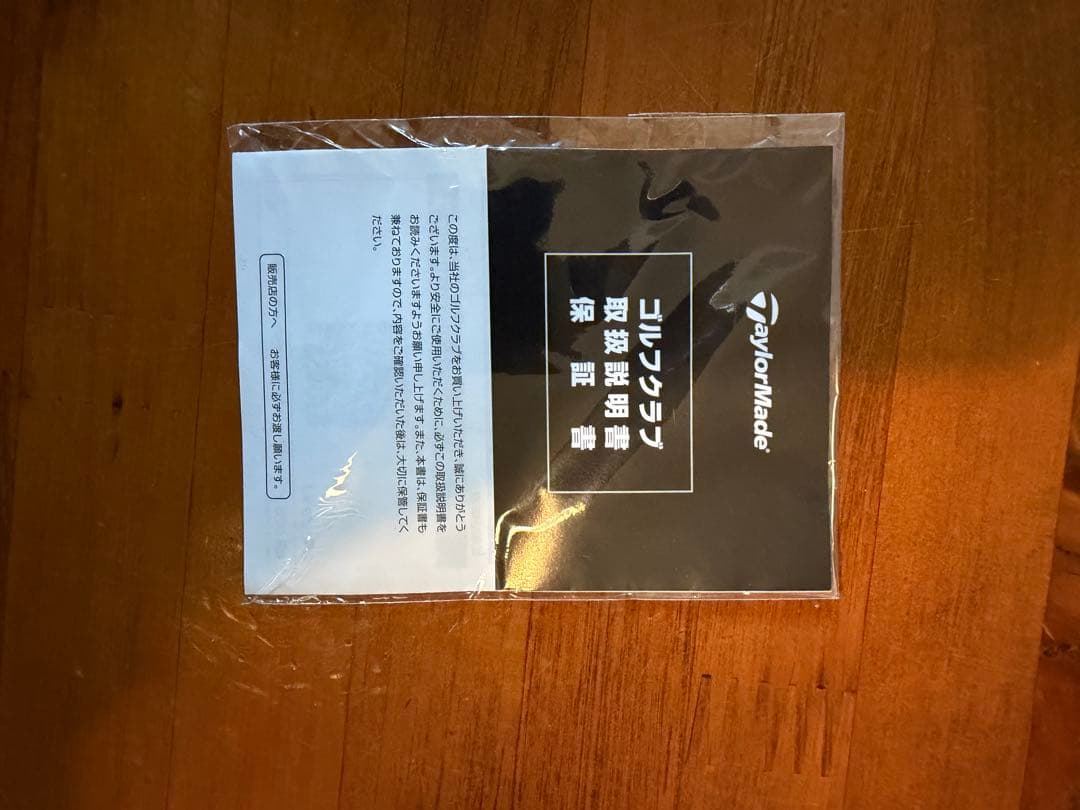 TaylorMade
ゴルフクラブ
取扱説明書
保証書
この度は、当社のゴルフクラブをお買い上げいただき、誠にありがとう
ございます。より安全にご使用いただくために、必ずこの取扱説明書を
お読みくださいますようお願い申し上げます。また、本書は、保証書も
兼ねておりますので、内容をご確認いただいた後は、大切に保管してく
ださい。
販売店の方へ　お客様に必ずお渡し願います。